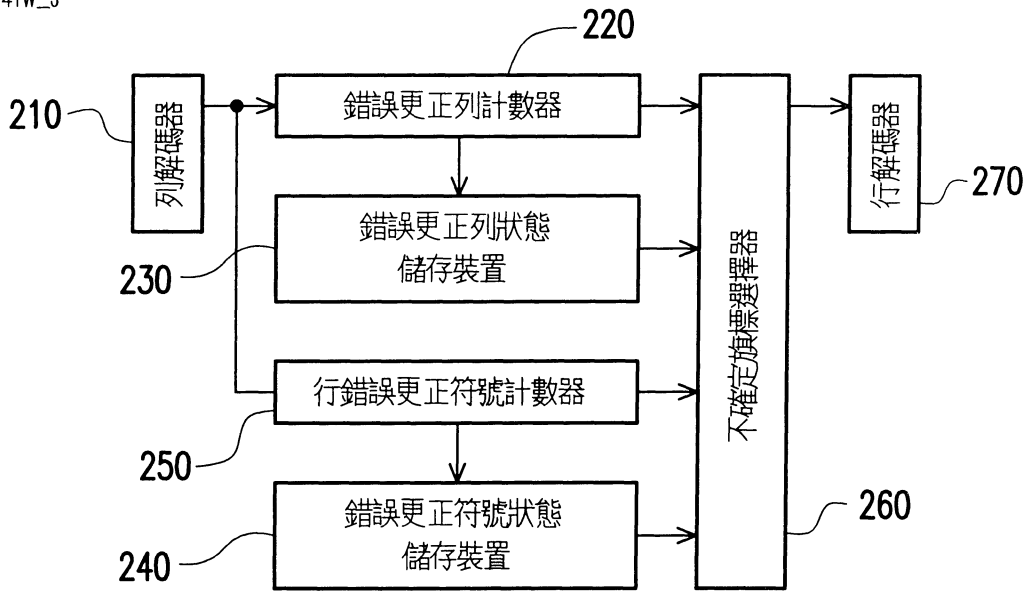 220
210
列解碼器
錯誤更正列計數器
行解碼器
270
錯誤更正列狀態
儲存裝置
230
不確定旗標選擇器
行錯誤更正符號計數器
250
錯誤更正符號狀態
儲存裝置
240
260